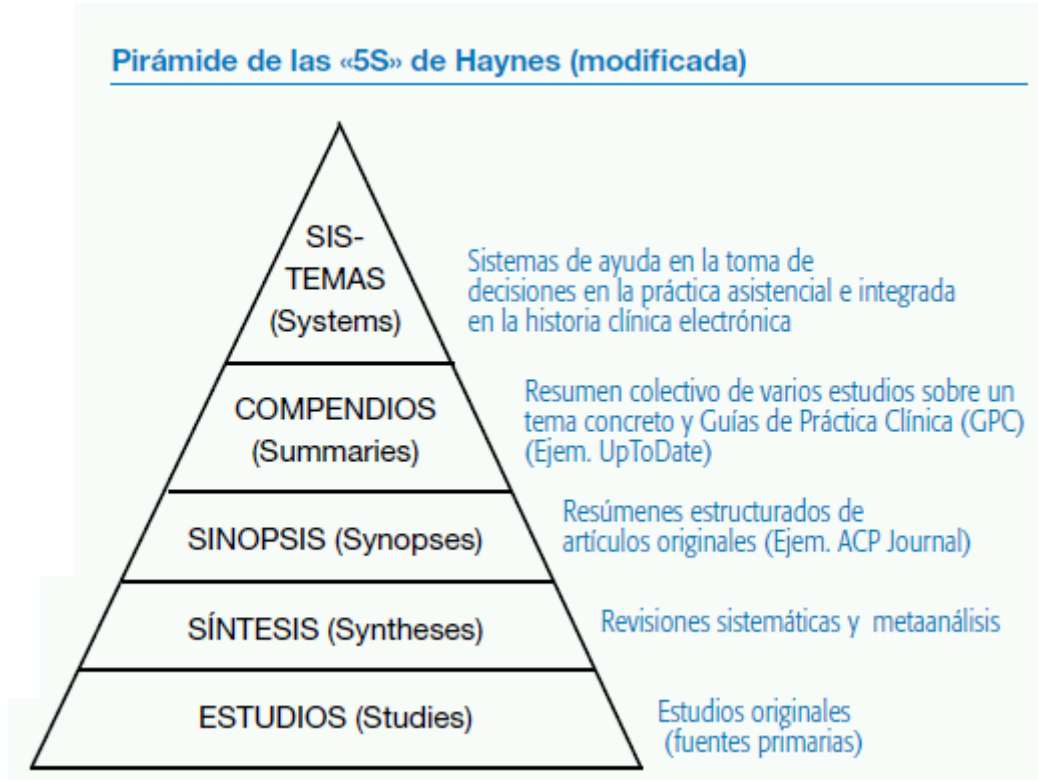 Pirámide de las «5S» de Haynes (modificada)
SIS-
TEMAS
(Systems)
Sistemas de ayuda en la toma de
decisiones en la práctica asistencial e integrada
en la historia clínica electrónica
COMPENDIOS
(Summaries)
Resumen colectivo de varios estudios sobre un
tema concreto y Guías de Práctica Clínica (GPC)
(Ejem. UpToDate)
SINOPSIS (Synopses)
Resúmenes estructurados de
artículos originales (Ejem. ACP Journal)
SÍNTESIS (Syntheses)
Revisiones sistemáticas y metaanálisis
ESTUDIOS (Studies)
Estudios originales
(fuentes primarias)